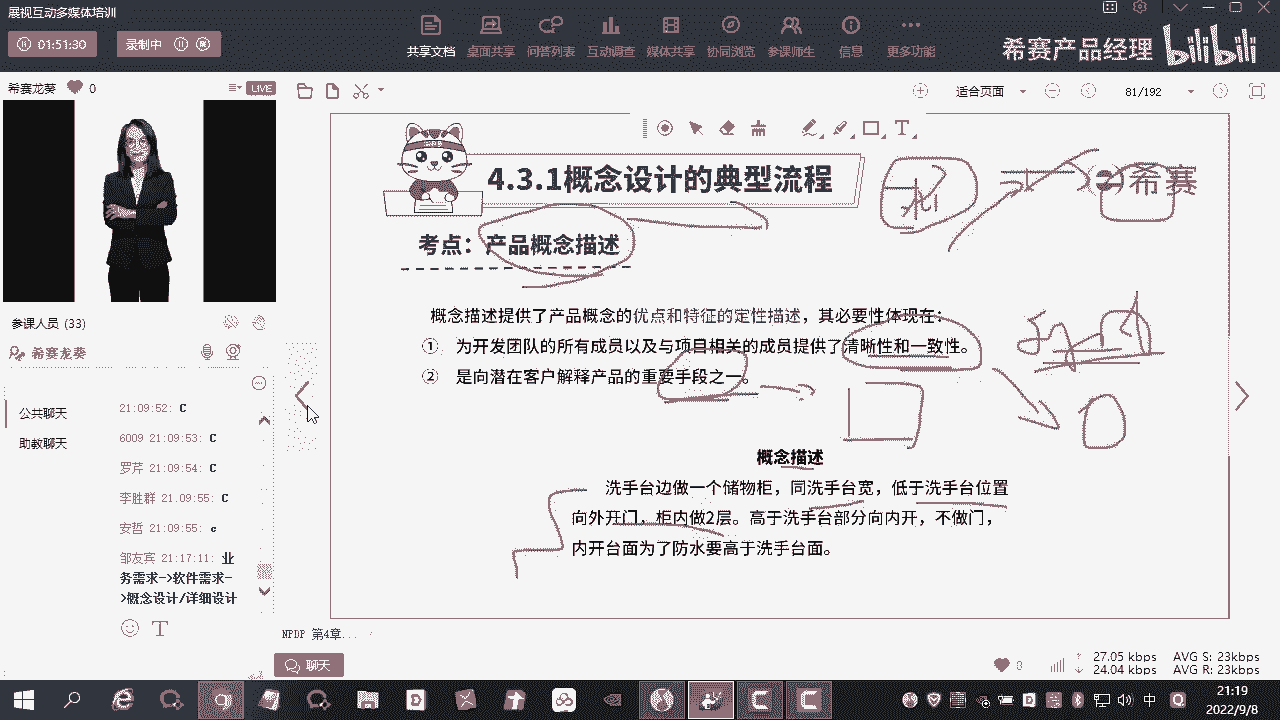 展视互动多媒体培训
01:51:30
录制中
共享文档
桌面共享
问答列表
互动调查
媒体共享
协同浏览
参课师生
信息
更多功能
希赛产品经理 bilibili
希赛龙葵 0
LIVE
适合页面
81/192
T
4.3.1概念设计的典型流程
希赛
考点：产品概念描述
概念描述提供了产品概念的优点和特征的定性描述，其必要性体现在：
① 为开发团队的所有成员以及与项目相关的成员提供了清晰性和一致性。
② 是向潜在客户解释产品的重要手段之一。
概念描述
洗手台边做一个储物柜，同洗手台宽，低于洗手台位置
向外开门，柜内做2层。高于洗手台部分向内开，不做门，
内开台面为了防水要高于洗手台面。
参课人员 (33)
希赛龙葵
公共聊天
助教聊天
21:09:52: C
6009 21:09:53: C
罗芹 21:09:54: C
李胜群 21:09:55: C
安哲 21:09:55: c
邹友宾 21:17:11: 业
务需求->软件需求-
>概念设计/详细设计
T
NPDP 第4章...
聊天
0
27.05 kbps AVG S: 23kbps
24.04 kbps AVG R: 23kbps
中
21:19
2022/9/8